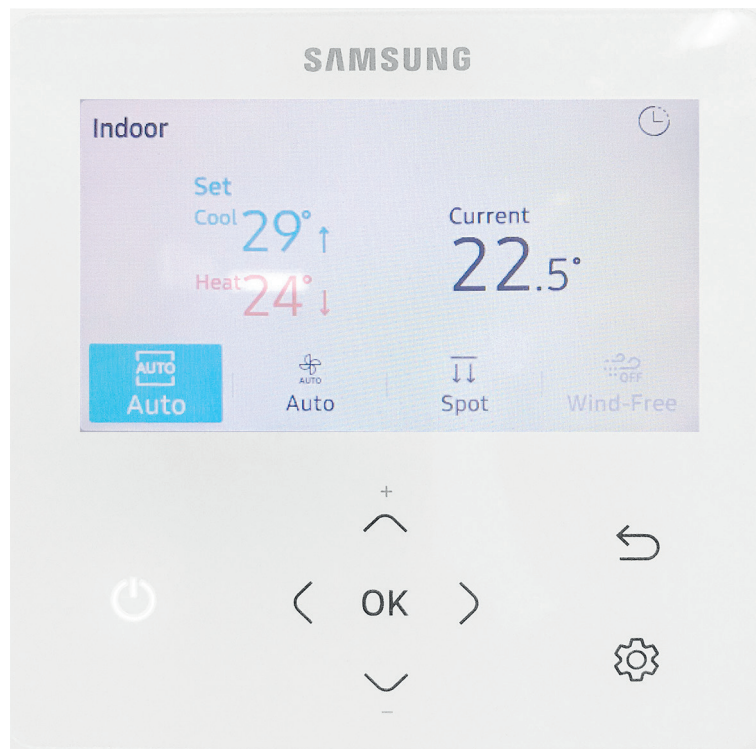 SAMSUNG
Indoor
Set
Cool 29°↑
Heat 24°↓
Current
22.5°
AUTO
AUTO
OFF
Auto
Auto
Spot
Wind-Free
+
OK
−